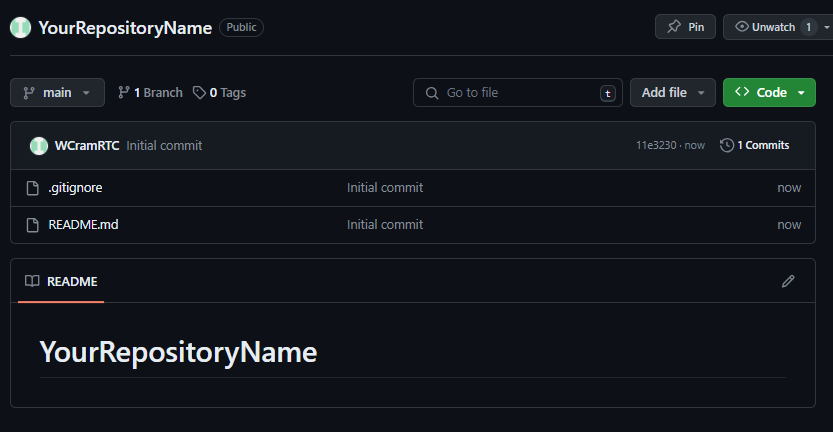 YourRepositoryName Public Pin Unwatch 1
main 1 Branch 0 Tags Go to file t Add file <> Code
WCramRTC Initial commit 11e3230 · now 1 Commits
.gitignore Initial commit now
README.md Initial commit now
README
YourRepositoryName